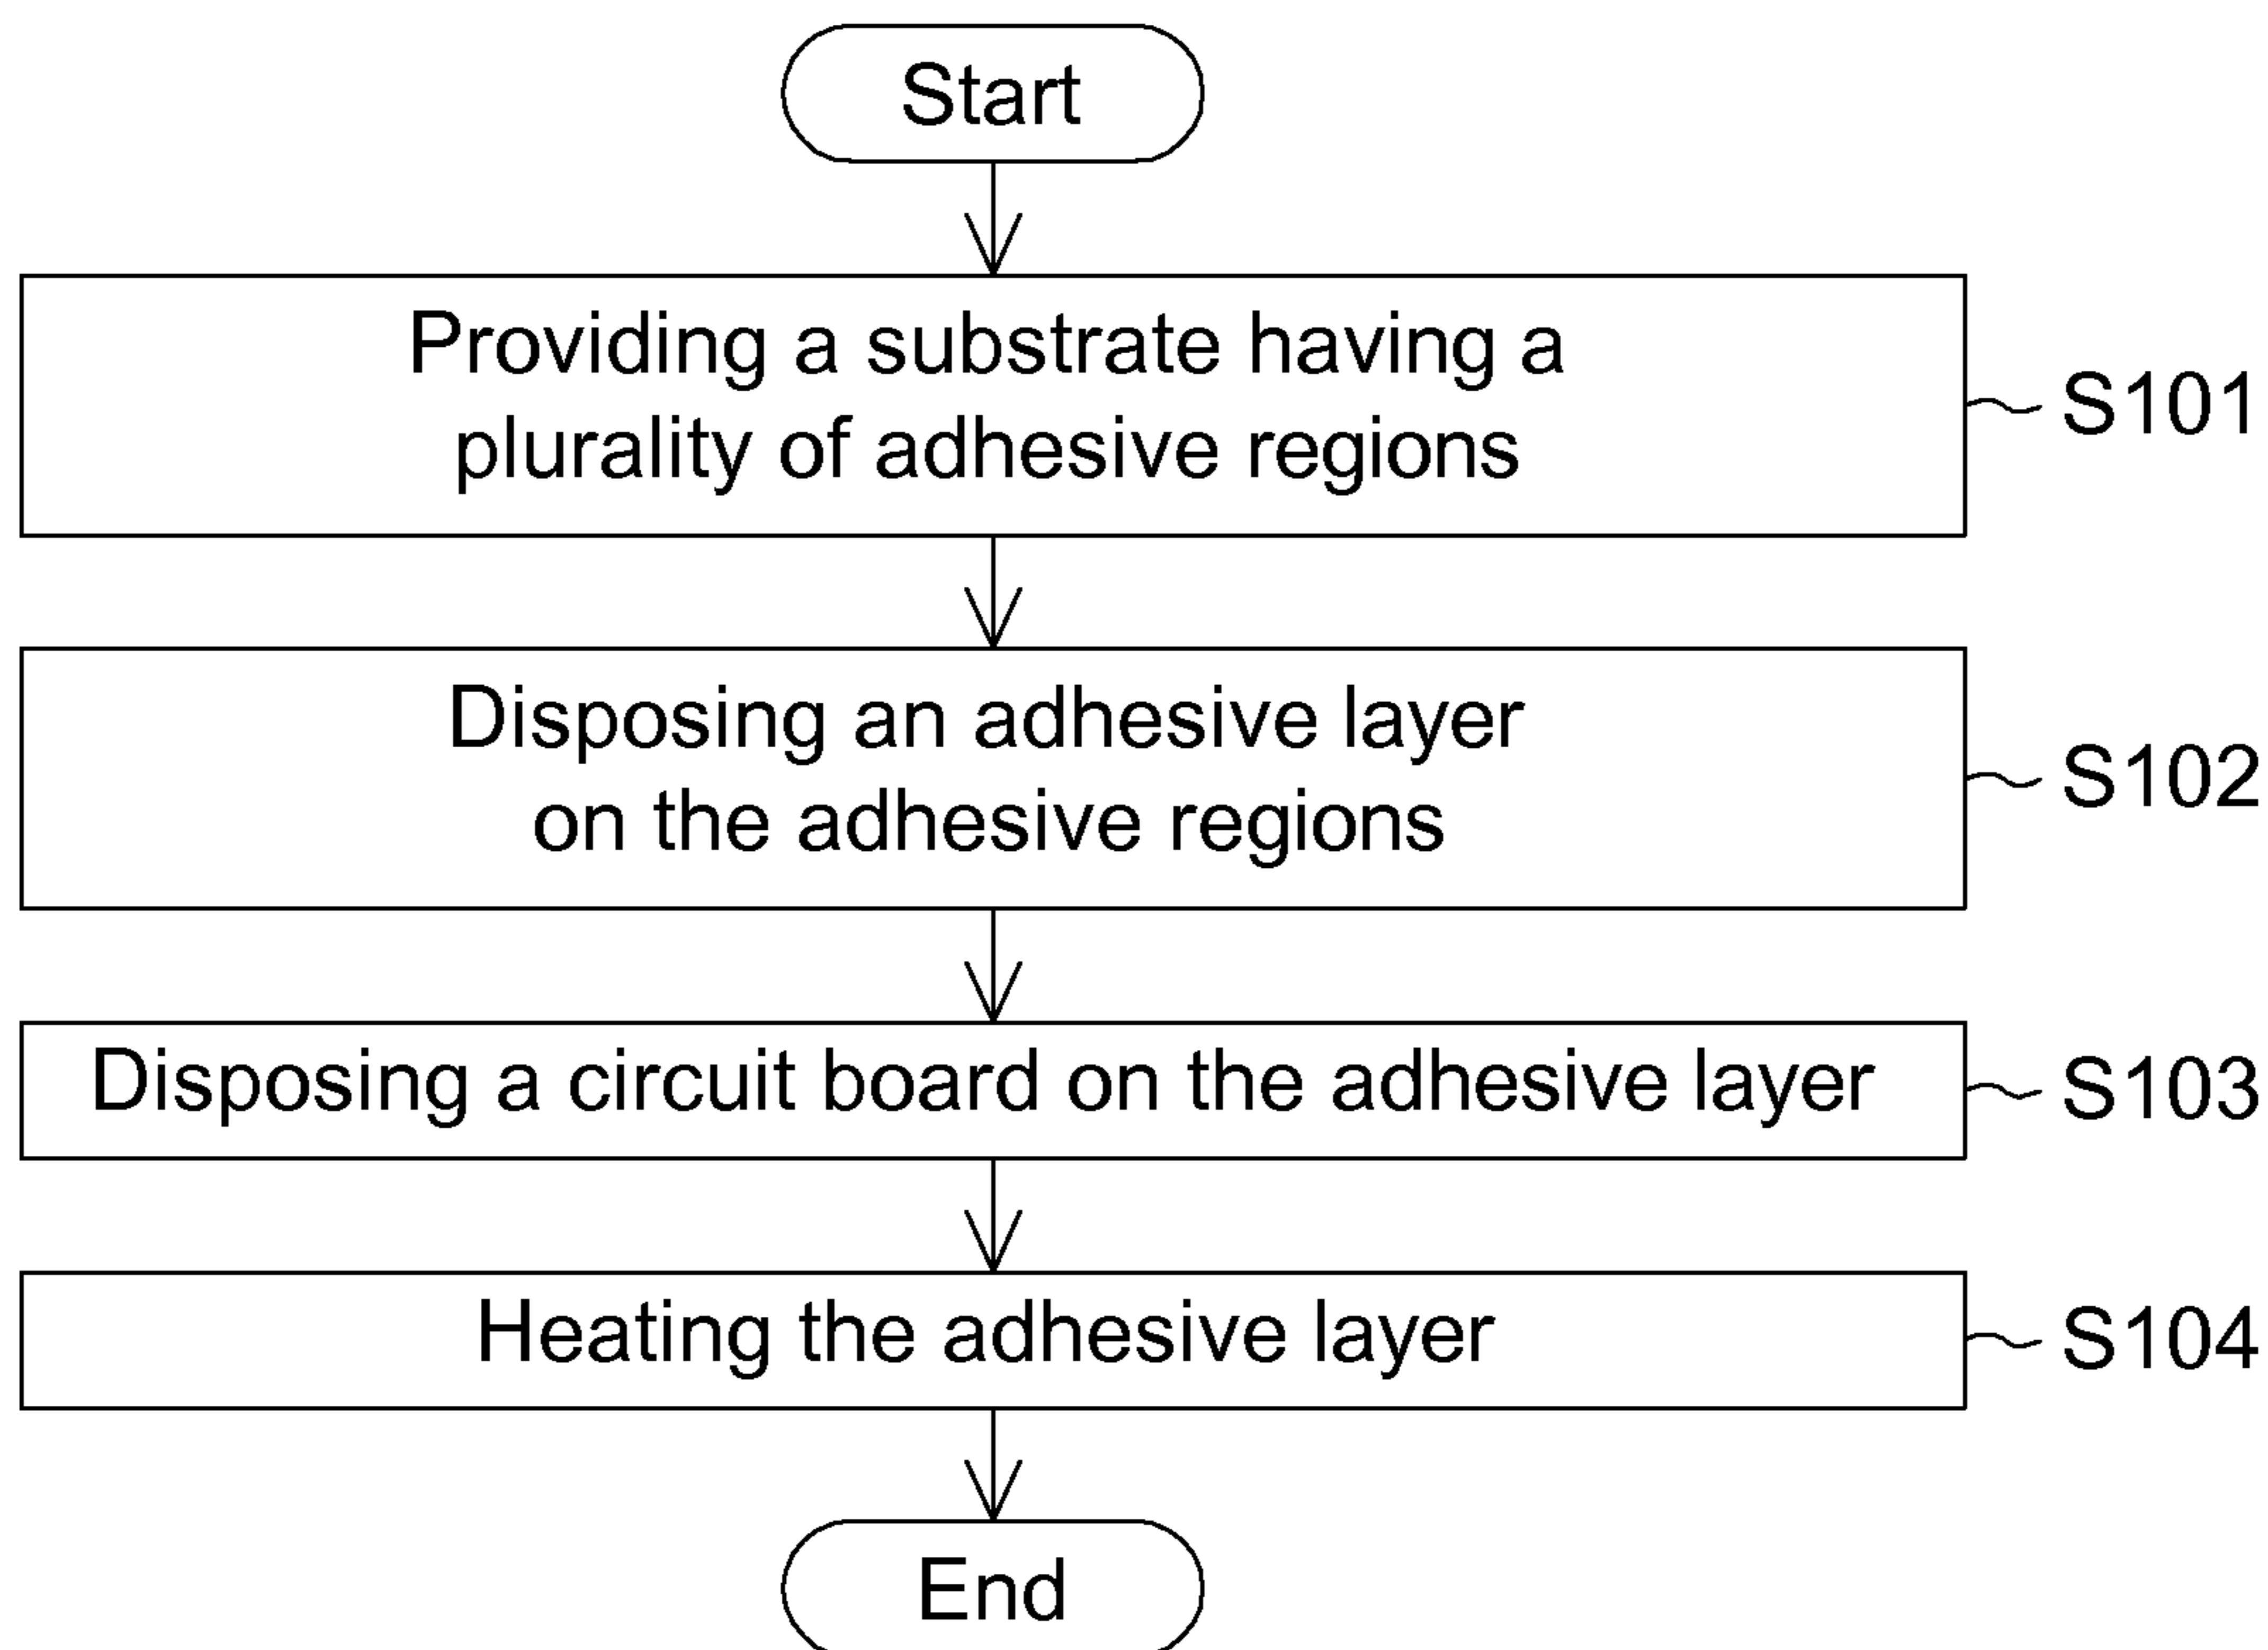 Start
Providing a substrate having a
plurality of adhesive regions
S101
Disposing an adhesive layer
on the adhesive regions
S102
Disposing a circuit board on the adhesive layer
S103
Heating the adhesive layer
S104
End